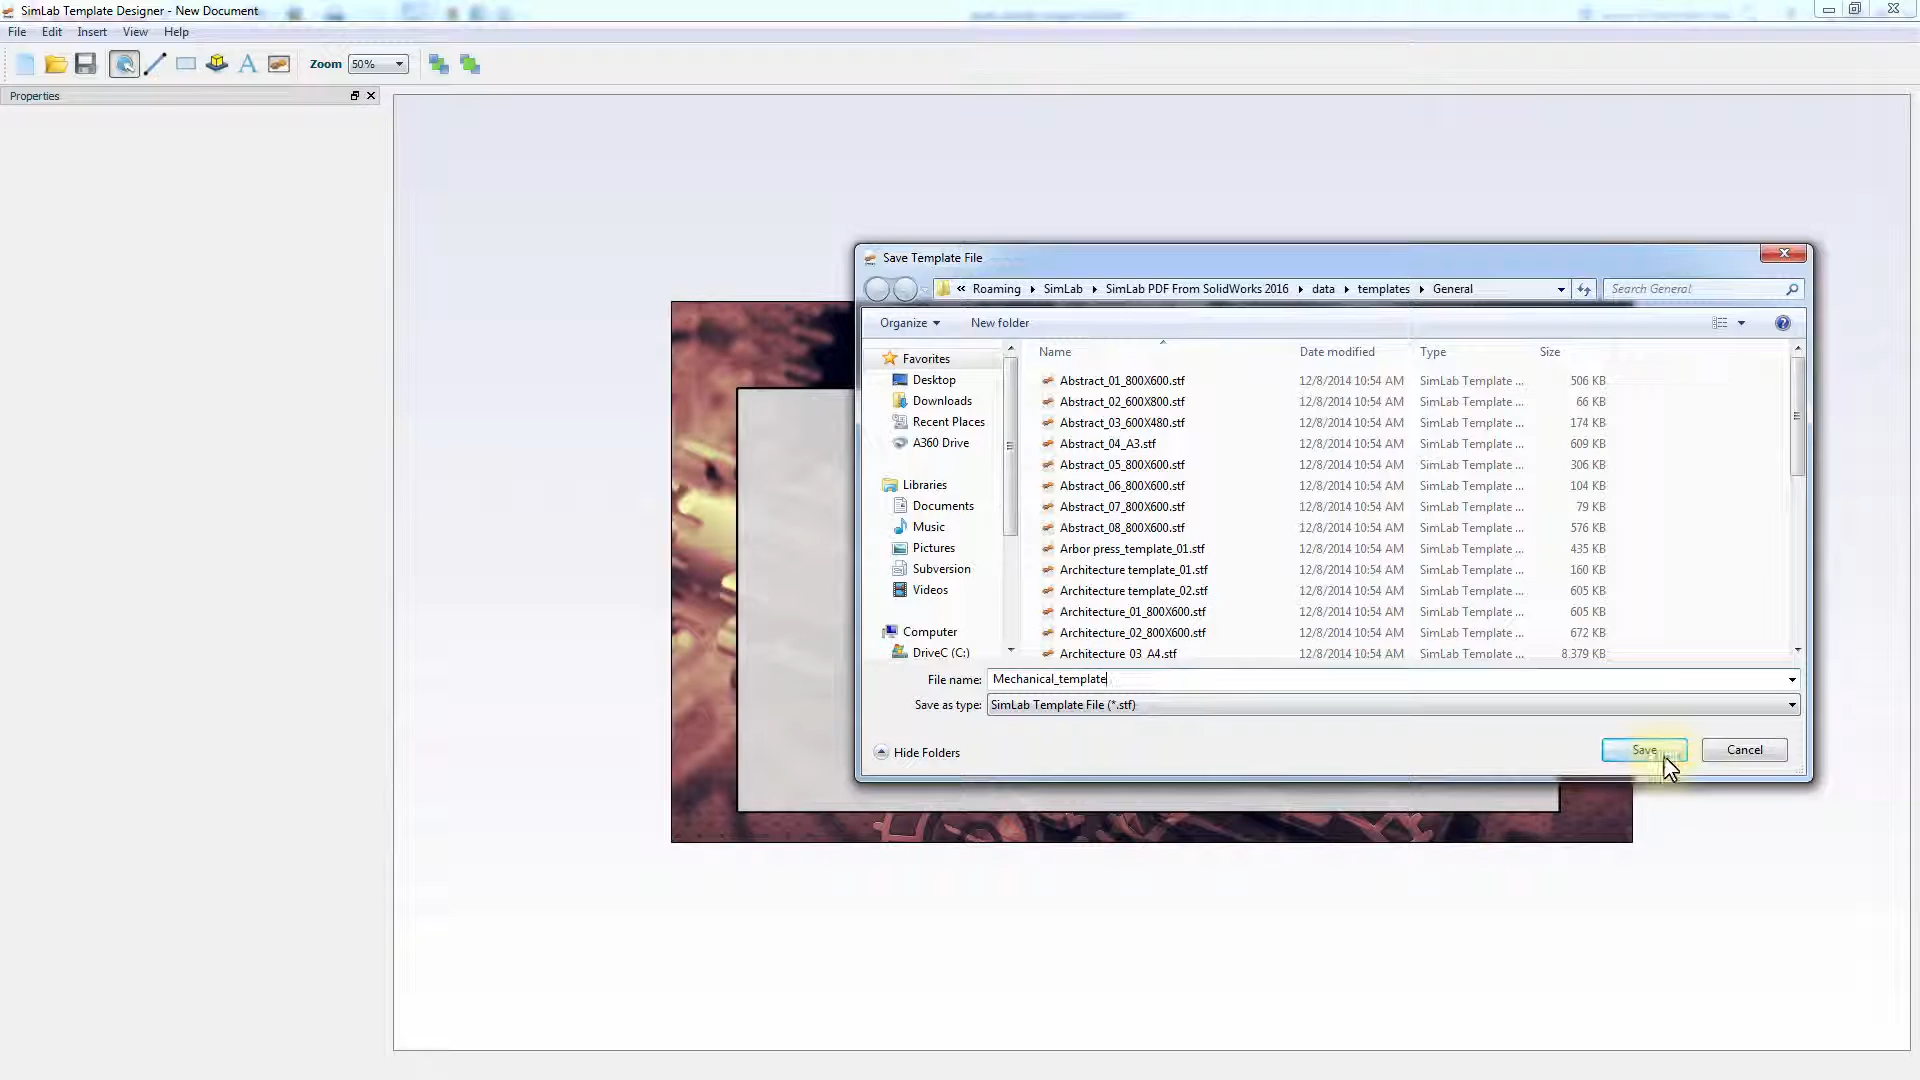 SimLab Template Designer - New Document
File Edit Insert View Help
Zoom 50%
Properties
Save Template File
« Roaming SimLab SimLab PDF From SolidWorks 2016 data templates General
Search General
Organize New folder
Favorites
Desktop
Downloads
Recent Places
A360 Drive
Libraries
Documents
Music
Pictures
Subversion
Videos
Computer
DriveC (C:)
Name Date modified Type Size
Abstract_01_800X600.stf 12/8/2014 10:54 AM SimLab Template ... 506 KB
Abstract_02_600X800.stf 12/8/2014 10:54 AM SimLab Template ... 66 KB
Abstract_03_600X480.stf 12/8/2014 10:54 AM SimLab Template ... 174 KB
Abstract_04_A3.stf 12/8/2014 10:54 AM SimLab Template ... 609 KB
Abstract_05_800X600.stf 12/8/2014 10:54 AM SimLab Template ... 306 KB
Abstract_06_800X600.stf 12/8/2014 10:54 AM SimLab Template ... 104 KB
Abstract_07_800X600.stf 12/8/2014 10:54 AM SimLab Template ... 79 KB
Abstract_08_800X600.stf 12/8/2014 10:54 AM SimLab Template ... 576 KB
Arbor press_template_01.stf 12/8/2014 10:54 AM SimLab Template ... 435 KB
Architecture template_01.stf 12/8/2014 10:54 AM SimLab Template ... 160 KB
Architecture template_02.stf 12/8/2014 10:54 AM SimLab Template ... 605 KB
Architecture_01_800X600.stf 12/8/2014 10:54 AM SimLab Template ... 605 KB
Architecture_02_800X600.stf 12/8/2014 10:54 AM SimLab Template ... 672 KB
Architecture_03_A4.stf 12/8/2014 10:54 AM SimLab Template ... 8.379 KB
File name: Mechanical_template
Save as type: SimLab Template File (*.stf)
Hide Folders
Save Cancel